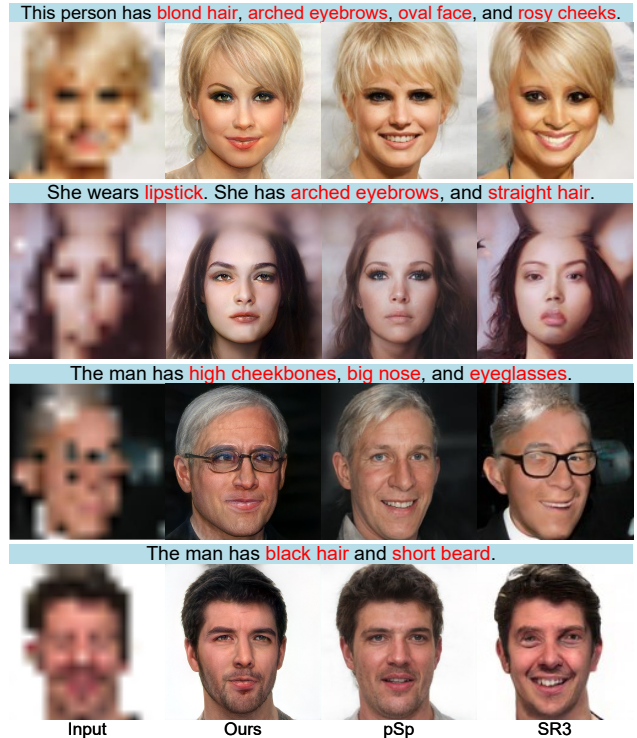 This person has blond hair, arched eyebrows, oval face, and rosy cheeks.
She wears lipstick. She has arched eyebrows, and straight hair.
The man has high cheekbones, big nose, and eyeglasses.
The man has black hair and short beard.
Input Ours pSp SR3